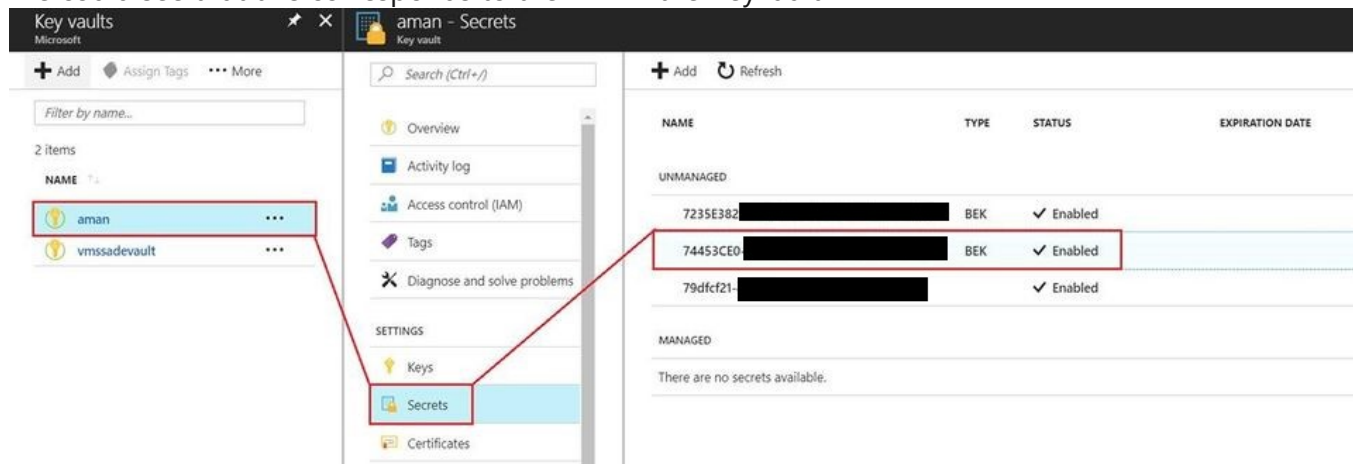 Key vaults
Microsoft
Add Assign Tags ••• More
Filter by name...
2 items
NAME
aman •••
vmssadevault •••
aman - Secrets
Key vault
Search (Ctrl+/)
Overview
Activity log
Access control (IAM)
Tags
Diagnose and solve problems
SETTINGS
Keys
Secrets
Certificates
Add Refresh
NAME TYPE STATUS EXPIRATION DATE
UNMANAGED
7235E382 BEK ✓ Enabled
74453CE0- BEK ✓ Enabled
79dfcf21- ✓ Enabled
MANAGED
There are no secrets available.